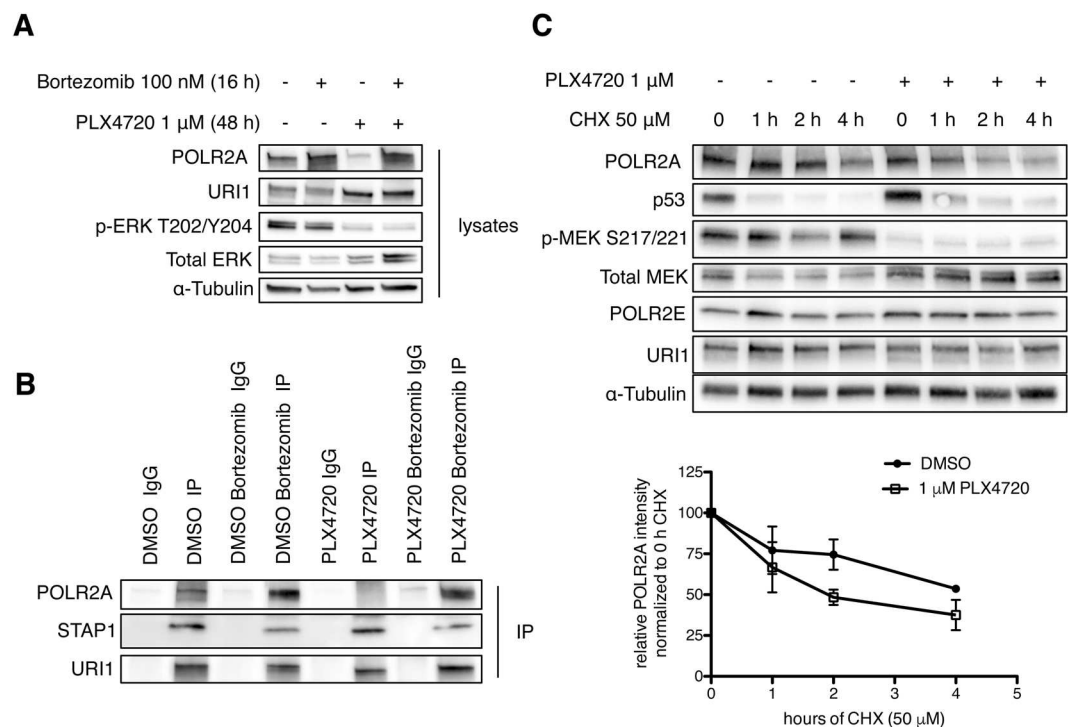 A
Bortezomib 100 nM (16 h) - + - +
PLX4720 1 μM (48 h) - - + +
POLR2A
URI1
p-ERK T202/Y204
Total ERK
α-Tubulin
lysates
B
DMSO IgG
DMSO IP
DMSO Bortezomib IgG
DMSO Bortezomib IP
PLX4720 IgG
PLX4720 IP
PLX4720 Bortezomib IgG
PLX4720 Bortezomib IP
POLR2A
STAP1
URI1
IP
C
PLX4720 1 μM - - - - + + + +
CHX 50 μM 0 1 h 2 h 4 h 0 1 h 2 h 4 h
POLR2A
p53
p-MEK S217/221
Total MEK
POLR2E
URI1
α-Tubulin
DMSO
1 μM PLX4720
relative POLR2A intensity
normalized to 0 h CHX
125
100
75
50
25
0
0 1 2 3 4 5
hours of CHX (50 μM)